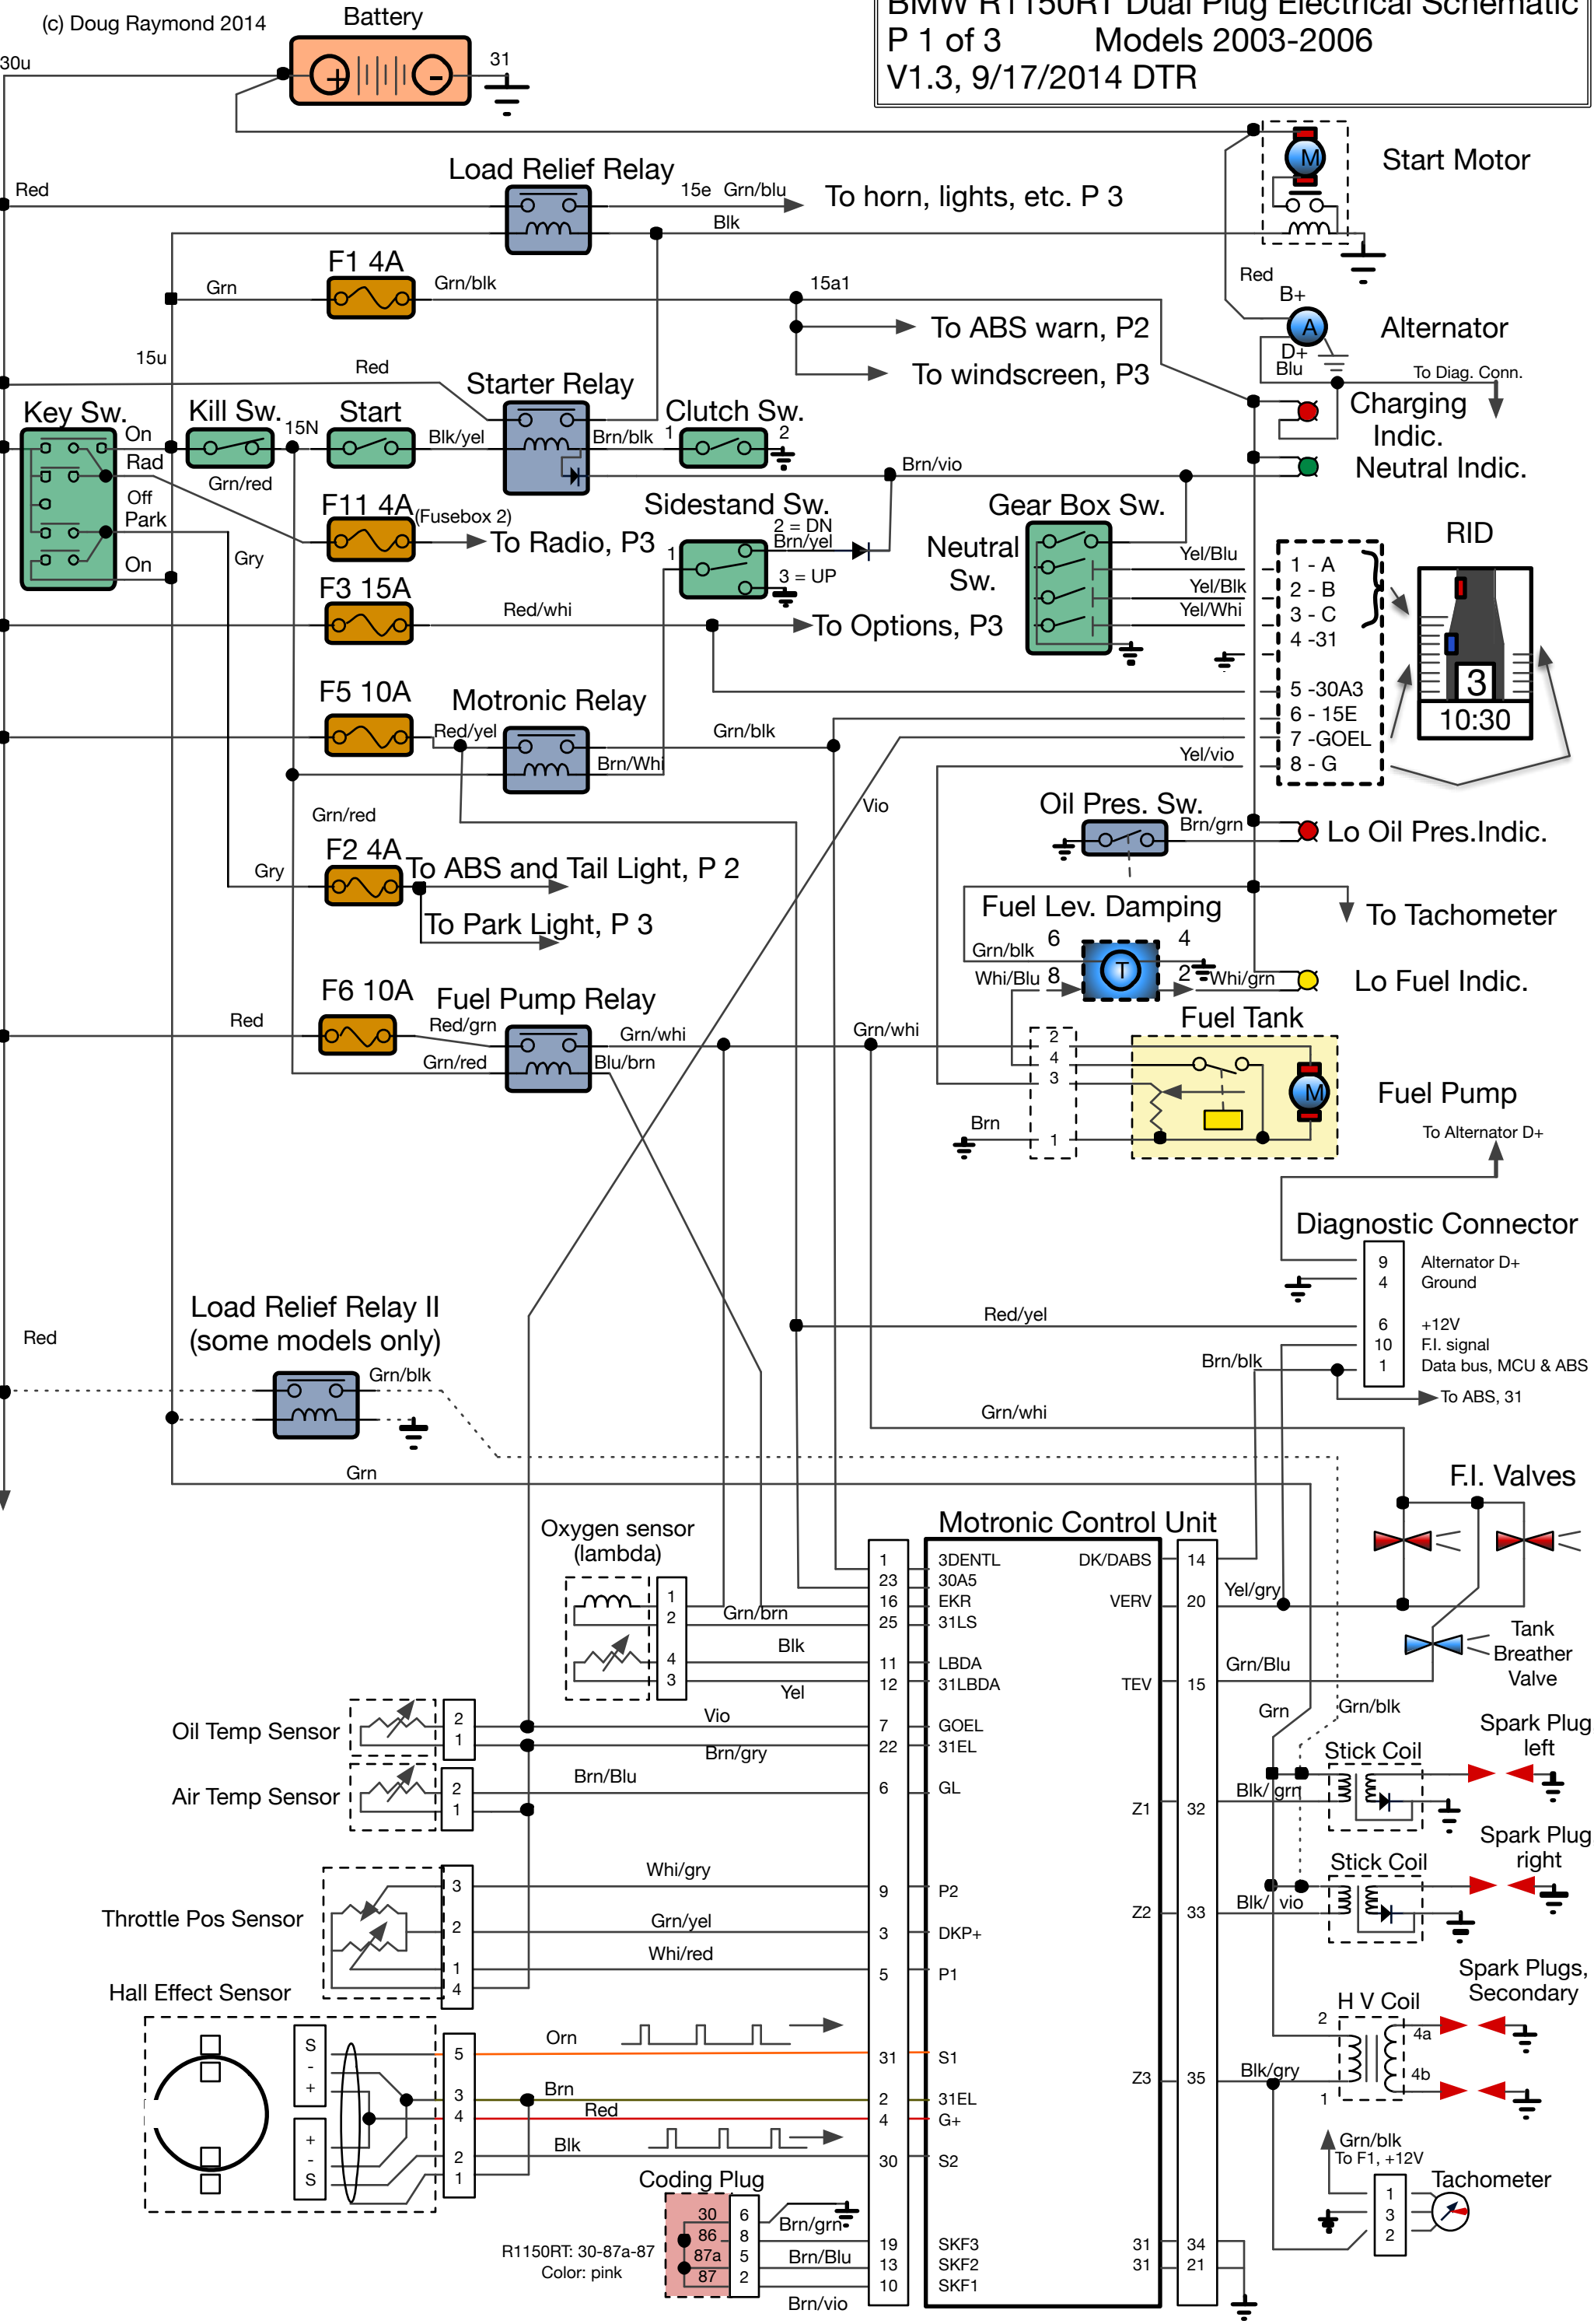 (c) Doug Raymond 2014
Battery
BMW R1150RT Dual Plug Electrical Schematic
P 1 of 3 Models 2003-2006
V1.3, 9/17/2014 DTR
30u
+ -
31
M
Start Motor
Load Relief Relay
Red
15e Grn/blu
To horn, lights, etc. P 3
Blk
F1 4A
Grn
Grn/blk
15a1
Red
B+
A
Alternator
D+
Blu
To ABS warn, P2
To windscreen, P3
To Diag. Conn.
15u
Red
Starter Relay
Charging
Indic.
Key Sw.
Kill Sw.
Start
Clutch Sw.
On
15N
Blk/yel
Brn/blk
1
2
Rad
Grn/red
Brn/vio
Neutral Indic.
Off
Park
On
F11 4A
(Fusebox 2)
To Radio, P3
Sidestand Sw.
2 = DN
Brn/yel
1
3 = UP
Gear Box Sw.
Neutral
Sw.
Yel/Blu
Yel/Blk
Yel/Whi
RID
1 - A
2 - B
3 - C
4 -31
5 -30A3
6 - 15E
7 -GOEL
8 - G
3
10:30
Gry
F3 15A
Red/whi
To Options, P3
F5 10A
Motronic Relay
Red/yel
Grn/blk
Brn/Whi
Yel/vio
Vio
Grn/red
Oil Pres. Sw.
Brn/grn
Lo Oil Pres.Indic.
F2 4A
Gry
To ABS and Tail Light, P 2
To Park Light, P 3
Fuel Lev. Damping
To Tachometer
6
4
Grn/blk
T
Whi/Blu
8
2
Whi/grn
Lo Fuel Indic.
F6 10A
Fuel Pump Relay
Red
Red/grn
Grn/whi
Grn/whi
Grn/red
Blu/brn
Fuel Tank
2
4
3
1
M
Fuel Pump
Brn
To Alternator D+
Diagnostic Connector
9 Alternator D+
4 Ground
6 +12V
10 F.I. signal
1 Data bus, MCU & ABS
Red/yel
Brn/blk
To ABS, 31
Load Relief Relay II
(some models only)
Red
Grn/blk
Grn/whi
Grn
F.I. Valves
Oxygen sensor
(lambda)
Motronic Control Unit
1
2
4
3
Grn/brn
Blk
Yel
1 3DENTL
23 30A5
16 EKR
25 31LS
11 LBDA
12 31LBDA
DK/DABS 14
VERV 20
TEV 15
Yel/gry
Grn/Blu
Tank
Breather
Valve
Oil Temp Sensor
2
1
Vio
Brn/gry
7 GOEL
22 31EL
Grn
Grn/blk
Spark Plug
left
Stick Coil
Air Temp Sensor
2
1
Brn/Blu
6 GL
Z1 32
Blk/ grn
Spark Plug
right
Stick Coil
Throttle Pos Sensor
3
2
1
4
Whi/gry
Grn/yel
Whi/red
9 P2
3 DKP+
5 P1
Z2 33
Blk/ vio
Hall Effect Sensor
Spark Plugs,
Secondary
H V Coil
2
4a
4b
1
S
-
+
+
-
S
5
3
4
2
1
Orn
Brn
Red
Blk
31 S1
2 31EL
4 G+
30 S2
Z3 35
Blk/gry
Coding Plug
30 6
86 8
87a 5
87 2
R1150RT: 30-87a-87
Color: pink
Brn/grn
Brn/Blu
Brn/vio
19 SKF3
13 SKF2
10 SKF1
31 34
31 21
Grn/blk
To F1, +12V
Tachometer
1
3
2